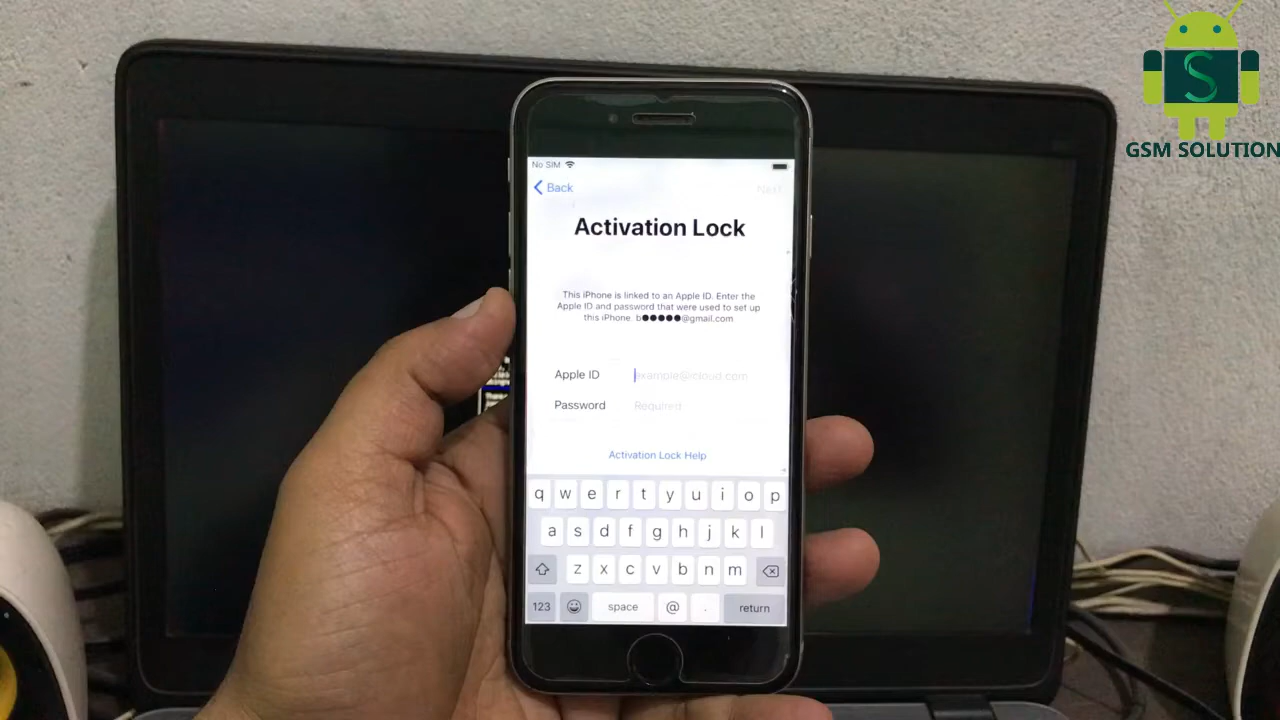 S
GSM SOLUTION
No SIM
Back
Next
Activation Lock
This iPhone is linked to an Apple ID. Enter the
Apple ID and password that were used to set up
this iPhone. b●●●●●@gmail.com
Apple ID example@icloud.com
Password Required
Activation Lock Help
q w e r t y u i o p
a s d f g h j k l
z x c v b n m
123 space @ . return